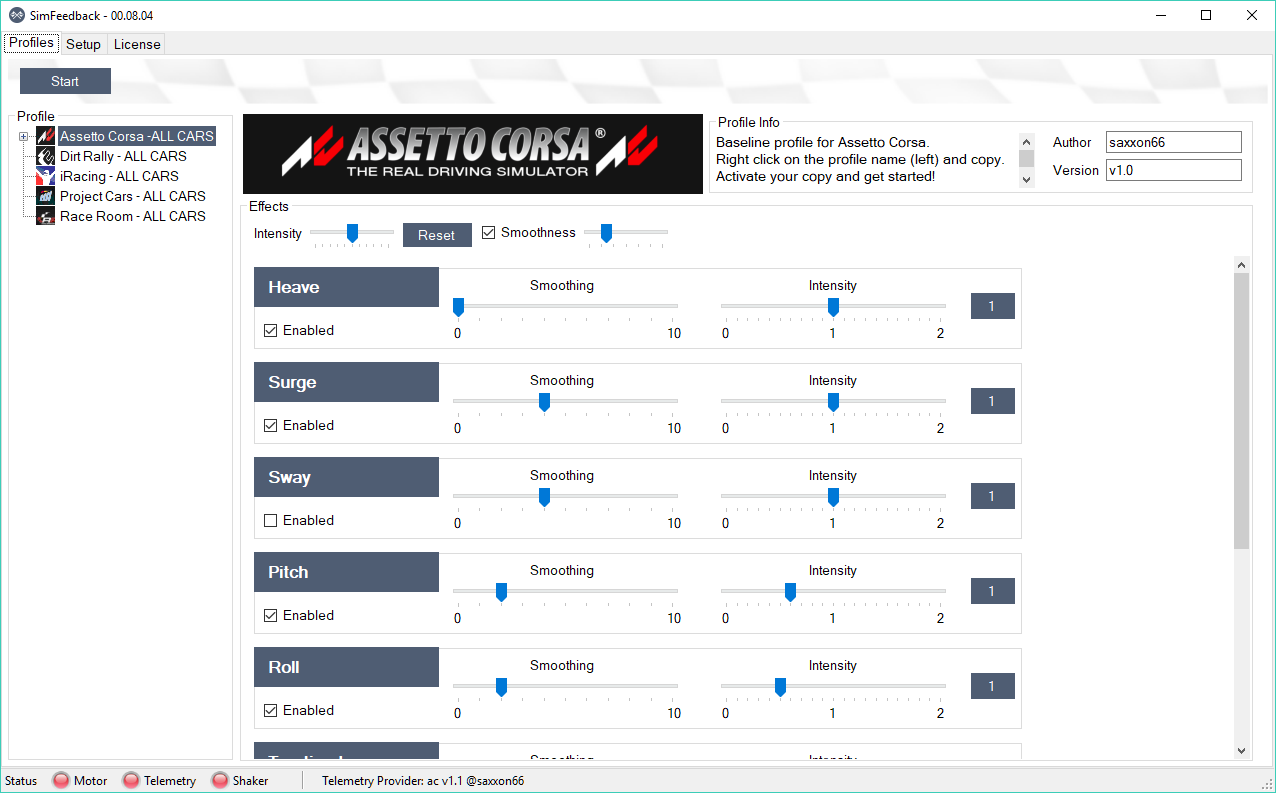 SimFeedback - 00.08.04
Profiles Setup License
Start
Profile
Assetto Corsa -ALL CARS
Dirt Rally - ALL CARS
iRacing - ALL CARS
Project Cars - ALL CARS
Race Room - ALL CARS
ASSETTO CORSA®
THE REAL DRIVING SIMULATOR
Profile Info
Baseline profile for Assetto Corsa.
Right click on the profile name (left) and copy.
Activate your copy and get started!
Author saxxon66
Version v1.0
Effects
Intensity Reset Smoothness
Heave Smoothing Intensity
1
Enabled 0 10 0 1 2
Surge Smoothing Intensity
1
Enabled 0 10 0 1 2
Sway Smoothing Intensity
1
Enabled 0 10 0 1 2
Pitch Smoothing Intensity
1
Enabled 0 10 0 1 2
Roll Smoothing Intensity
1
Enabled 0 10 0 1 2
Smoothing Intensity
Status Motor Telemetry Shaker Telemetry Provider: ac v1.1 @saxxon66